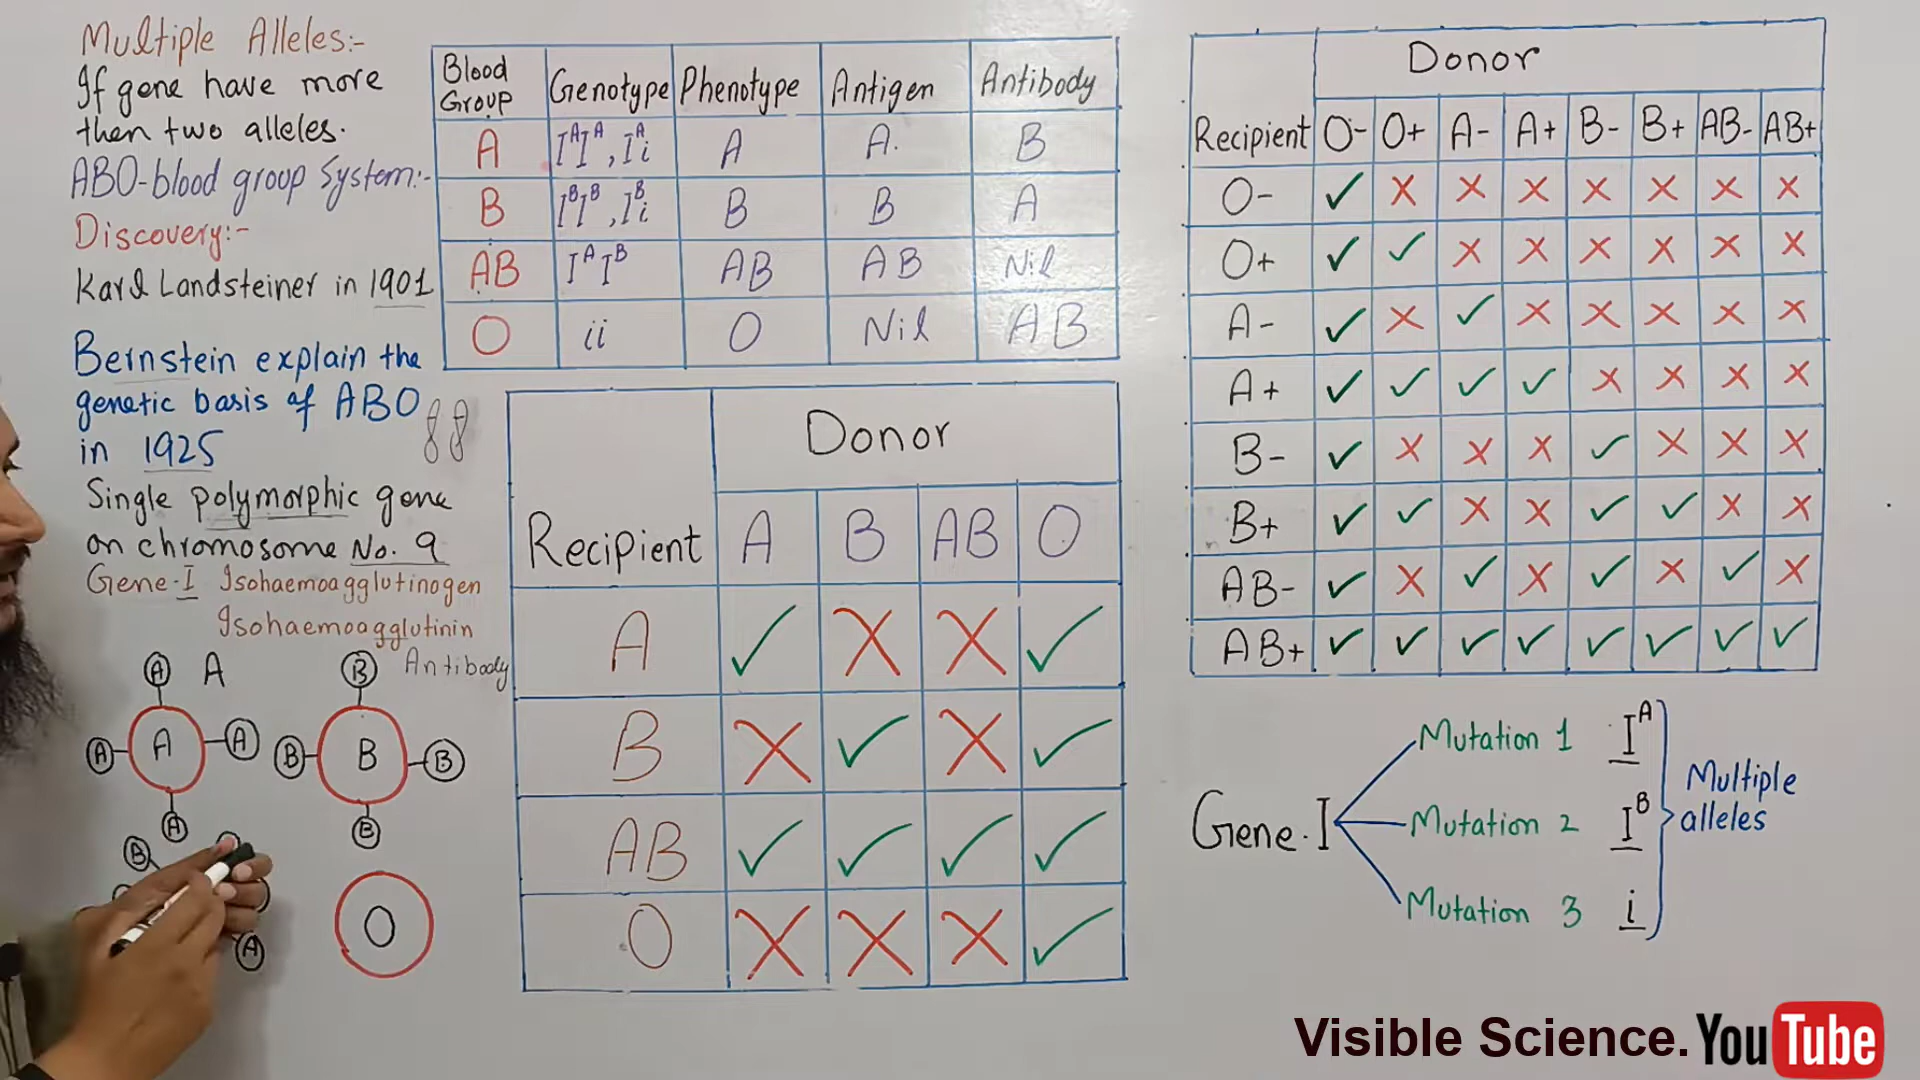 Multiple Alleles:-
If gene have more
then two alleles.
ABO-blood group System:-
Discovery:-
Karl Landsteiner in 1901
Bernstein explain the
genetic basis of ABO
in 1925
Single polymorphic gene
on chromosome No. 9
Gene-I Isohaemoagglutinogen
Isohaemoagglutinin
Antibody
A A
A A A
A
B
B B B
B
B
A
O
Blood Group Genotype Phenotype Antigen Antibody
A IAIA, IAi A A. B
B IBIB, IBi B B A
AB IAIB AB AB Nil
O ii O Nil AB
Donor
Recipient A B AB O
A ✓ X X ✓
B X ✓ X ✓
AB ✓ ✓ ✓ ✓
O X X X ✓
Donor
Recipient O- O+ A- A+ B- B+ AB- AB+
O- ✓ X X X X X X X
O+ ✓ ✓ X X X X X X
A- ✓ X ✓ X X X X X
A+ ✓ ✓ ✓ ✓ X X X X
B- ✓ X X X ✓ X X X
B+ ✓ ✓ X X ✓ ✓ X X
AB- ✓ X ✓ X ✓ X ✓ X
AB+ ✓ ✓ ✓ ✓ ✓ ✓ ✓ ✓
Gene.I
Mutation 1 IA
Mutation 2 IB
Mutation 3 i
Multiple
alleles
Visible Science. YouTube